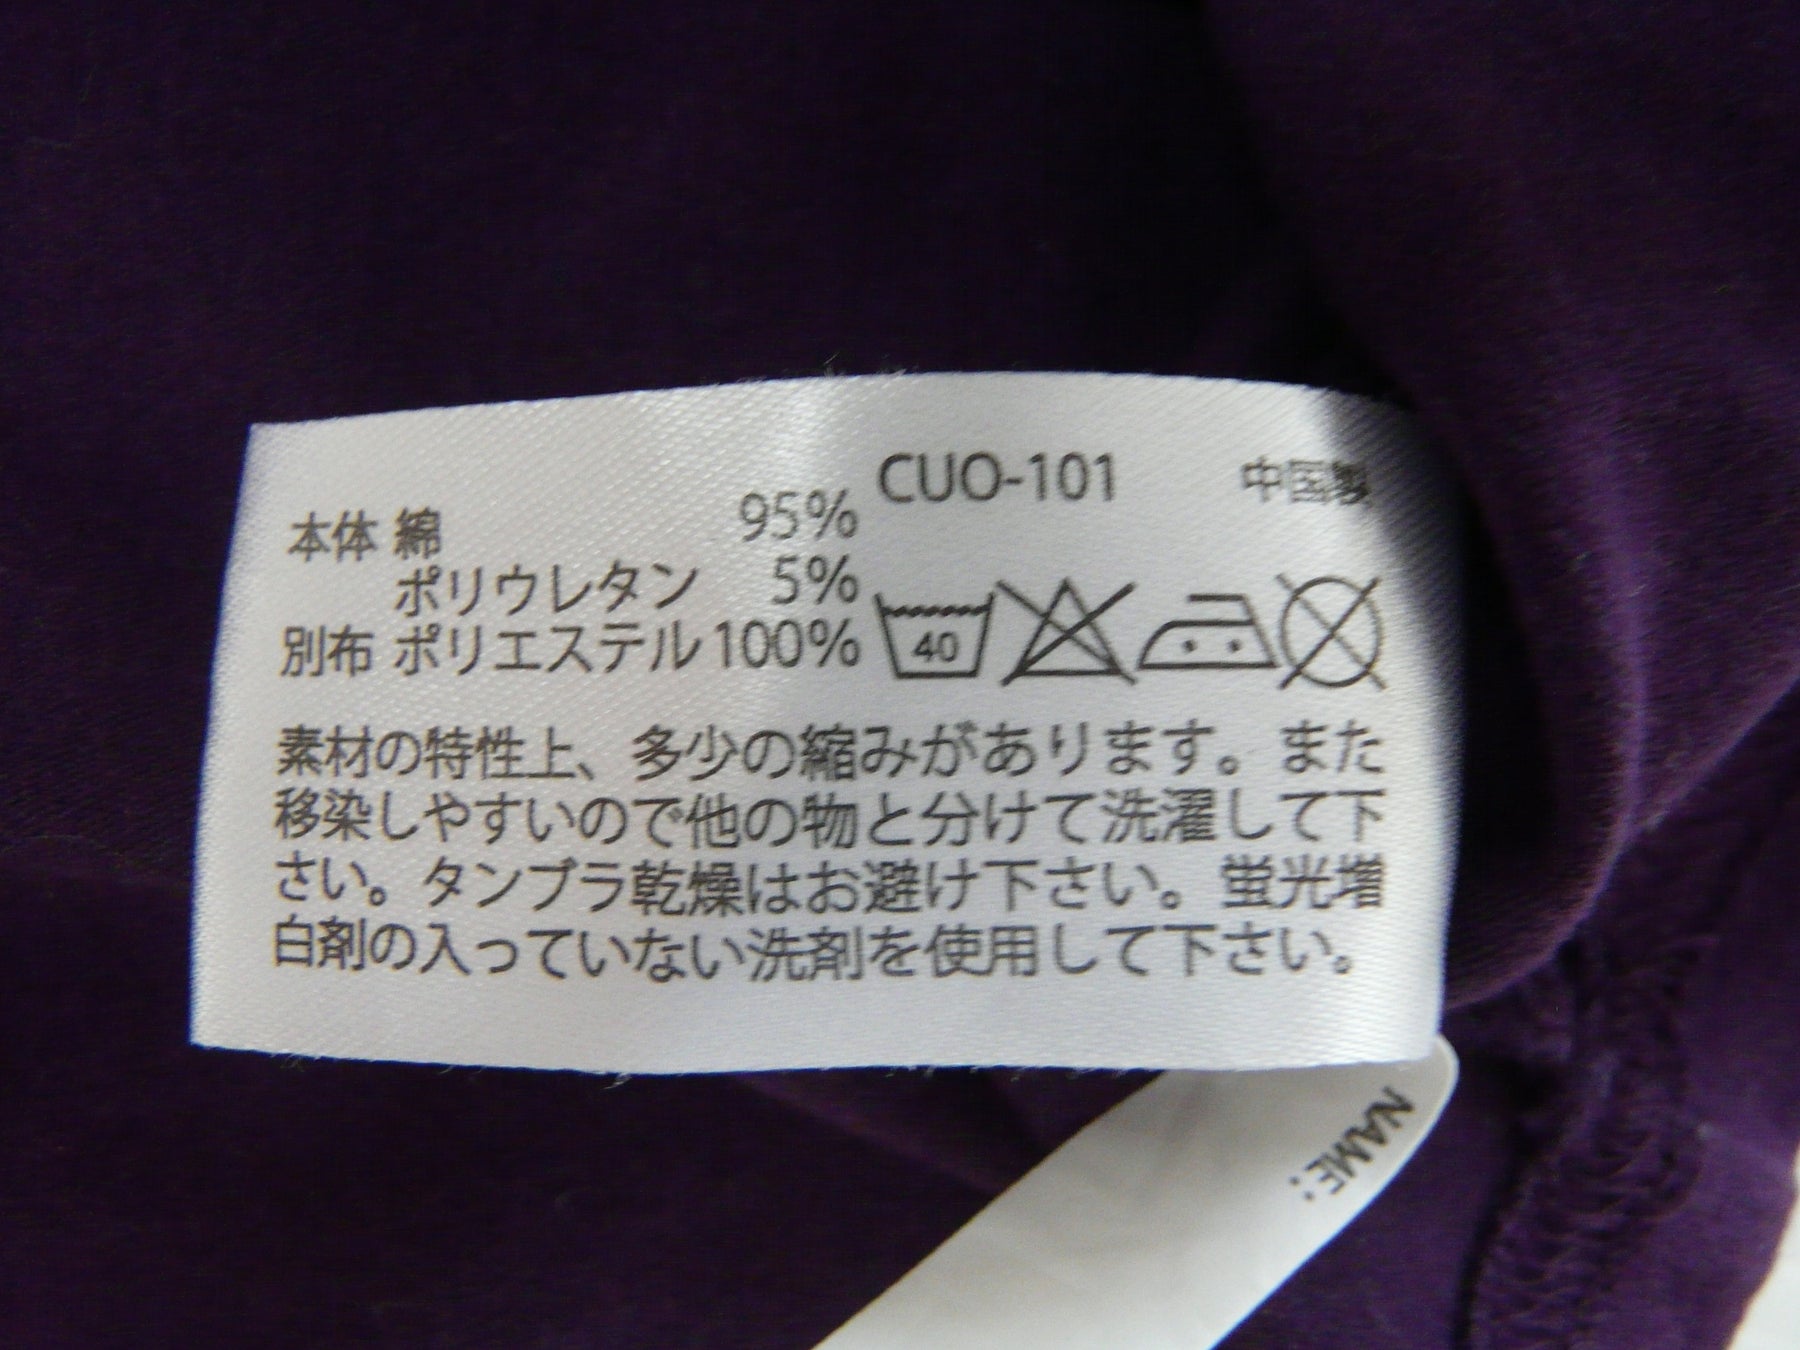 CUO-101 中国製
本体 綿 95%
ポリウレタン 5%
別布 ポリエステル 100%
40
素材の特性上、多少の縮みがあります。また
移染しやすいので他の物と分けて洗濯して下
さい。タンブラ乾燥はお避け下さい。蛍光増
白剤の入っていない洗剤を使用して下さい。
NAME: